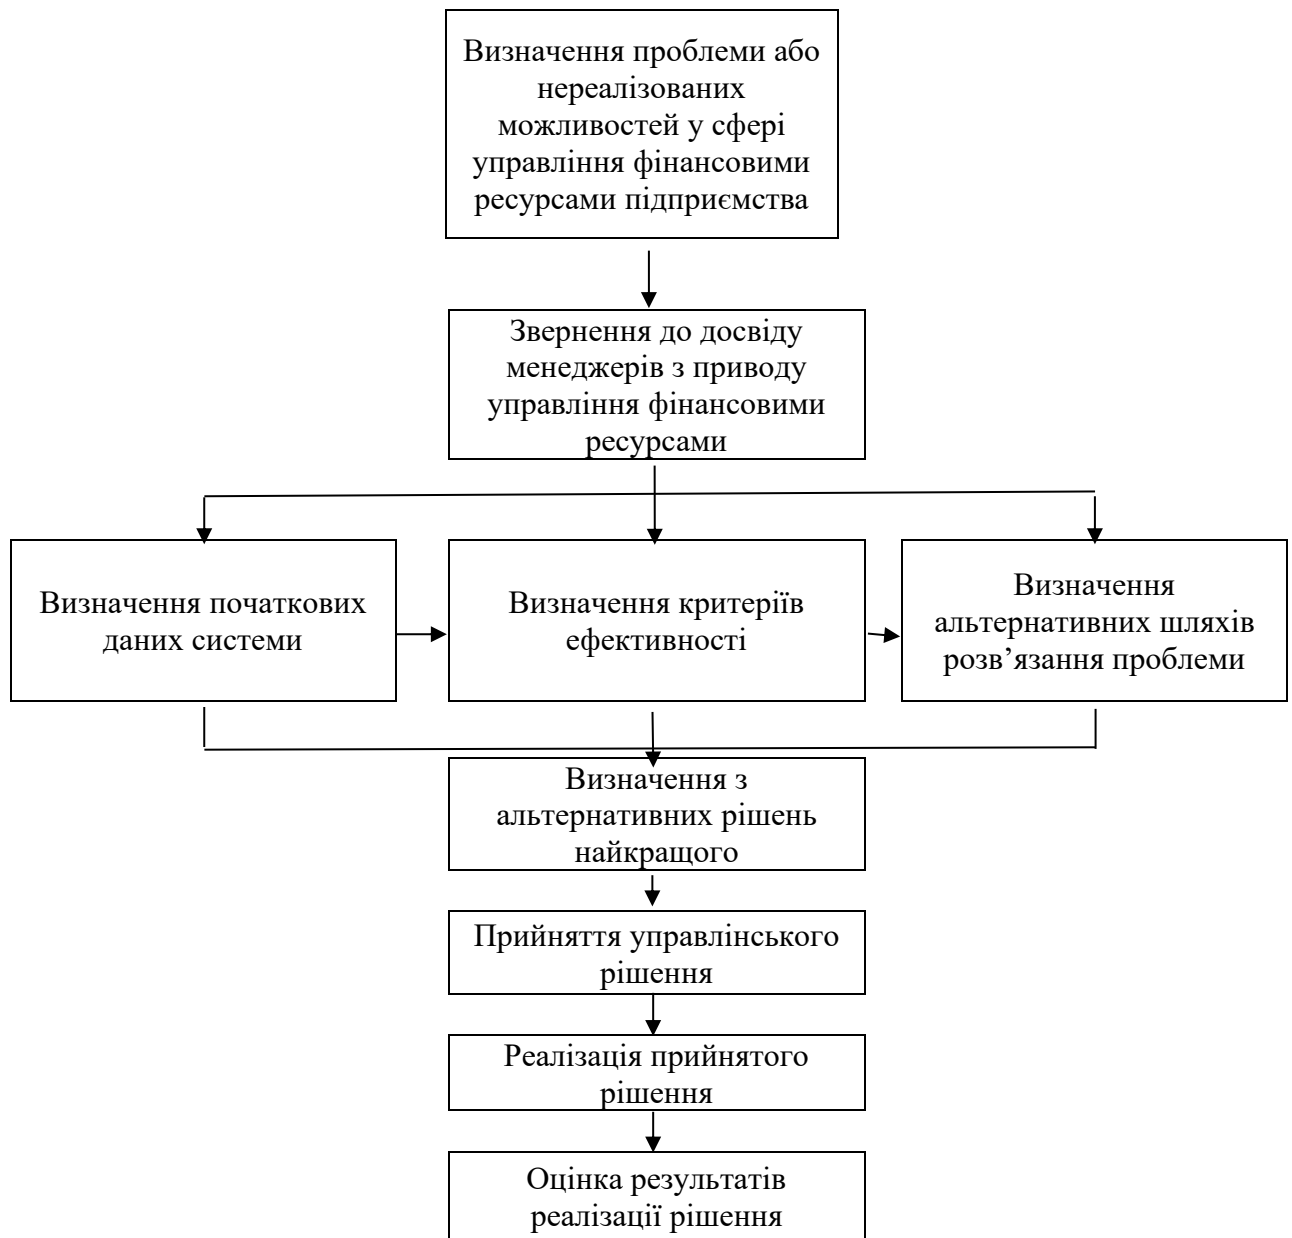 Визначення проблеми або
нереалізованих
можливостей у сфері
управління фінансовими
ресурсами підприємства
Звернення до досвіду
менеджерів з приводу
управління фінансовими
ресурсами
Визначення початкових
даних системи
Визначення критеріїв
ефективності
Визначення
альтернативних шляхів
розв’язання проблеми
Визначення з
альтернативних рішень
найкращого
Прийняття управлінського
рішення
Реалізація прийнятого
рішення
Оцінка результатів
реалізації рішення